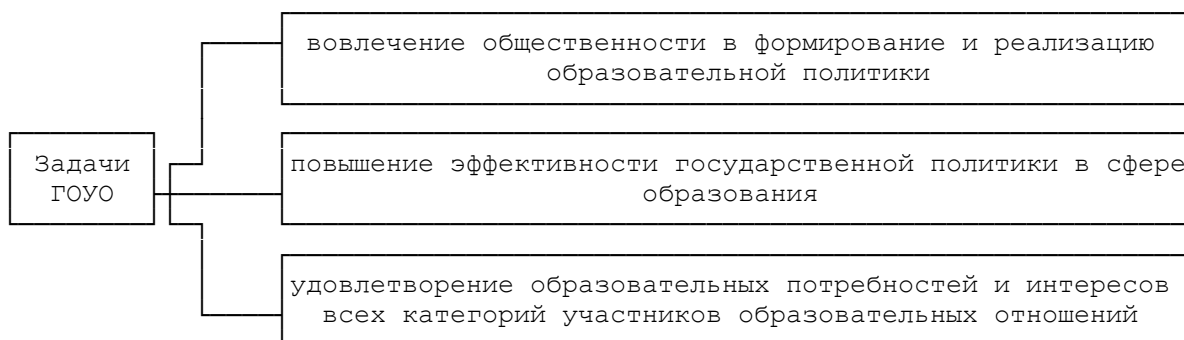 вовлечение общественности в формирование и реализацию
образовательной политики
Задачи
ГОУО
повышение эффективности государственной политики в сфере
образования
удовлетворение образовательных потребностей и интересов
всех категорий участников образовательных отношений